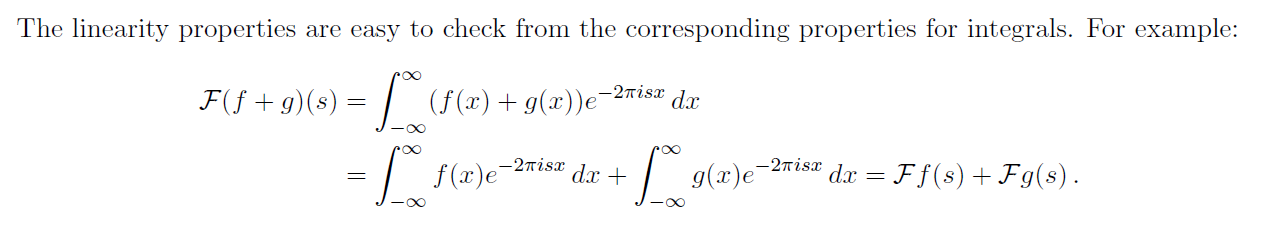 The linearity properties are easy to check from the corresponding properties for integrals. For example:
ℱ(f + g)(s) = ∫_{−∞}^{∞} (f(x) + g(x))e^{−2πisx} dx
= ∫_{−∞}^{∞} f(x)e^{−2πisx} dx + ∫_{−∞}^{∞} g(x)e^{−2πisx} dx = ℱf(s) + ℱg(s) .